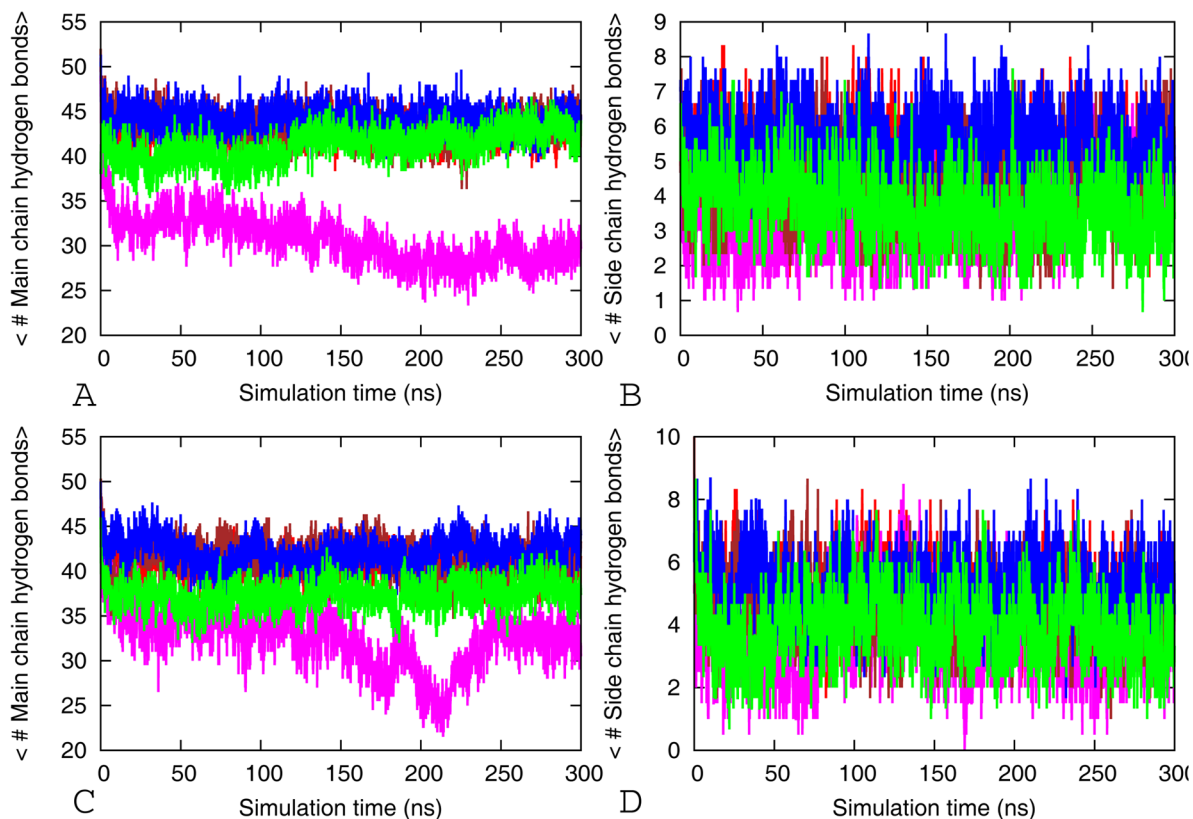 < # Main chain hydrogen bonds>
55
50
45
40
35
30
25
20
0 50 100 150 200 250 300
Simulation time (ns)
A
< # Side chain hydrogen bonds>
9
8
7
6
5
4
3
2
1
0
0 50 100 150 200 250 300
Simulation time (ns)
B
< # Main chain hydrogen bonds>
55
50
45
40
35
30
25
20
0 50 100 150 200 250 300
Simulation time (ns)
C
< # Side chain hydrogen bonds>
10
8
6
4
2
0
0 50 100 150 200 250 300
Simulation time (ns)
D